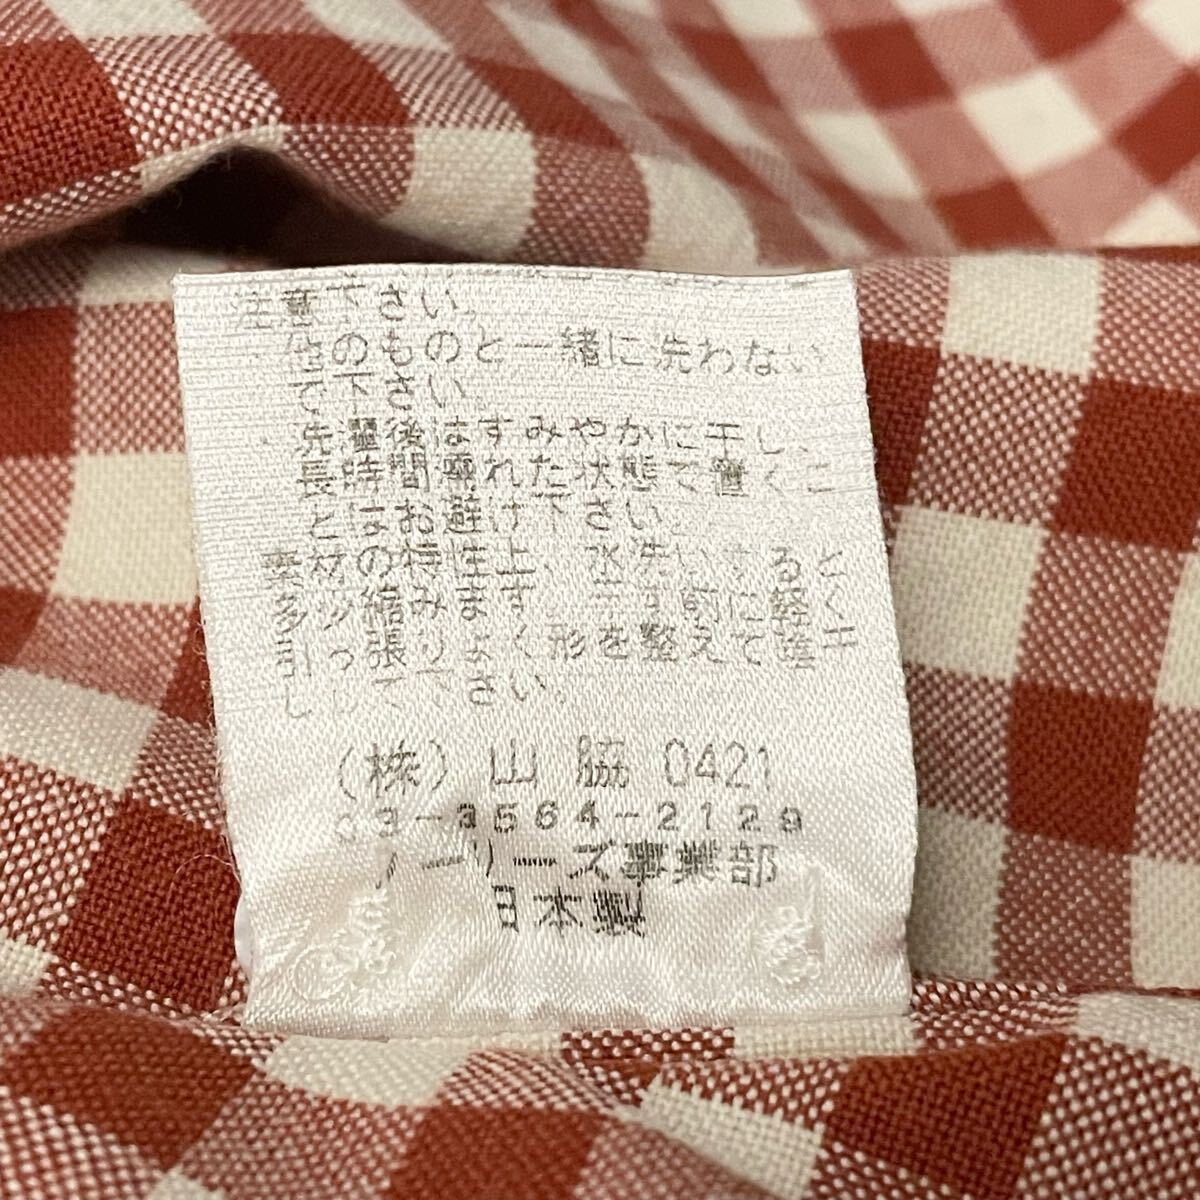 注意下さい。
他のものと一緒に洗わない
で下さい。
洗濯後はすみやかに干し、
長時間濡れた状態で置くこ
とはお避け下さい。
素材の特性上、水洗いすると
多少縮みます。干す前に軽く
引っ張りよく形を整えて陰干
しして下さい。
(株)山脇 0421
03-3564-2129
ーリーズ事業部
日本製